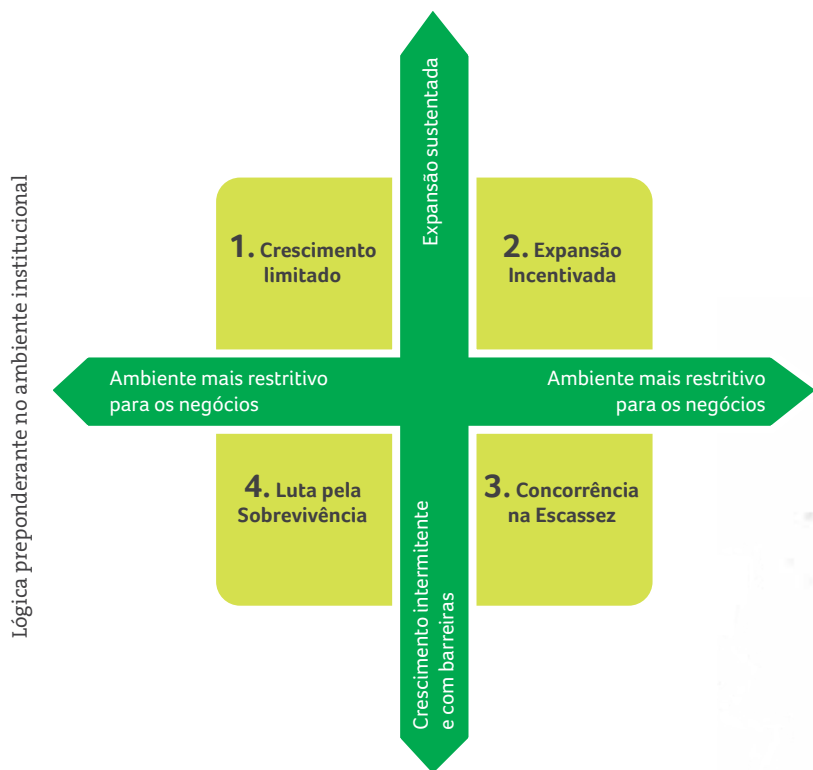 Lógica preponderante no ambiente institucional
Expansão sustentada
1. Crescimento
limitado
2. Expansão
Incentivada
Ambiente mais restritivo
para os negócios
Ambiente mais restritivo
para os negócios
4. Luta pela
Sobrevivência
3. Concorrência
na Escassez
Crescimento intermitente
e com barreiras